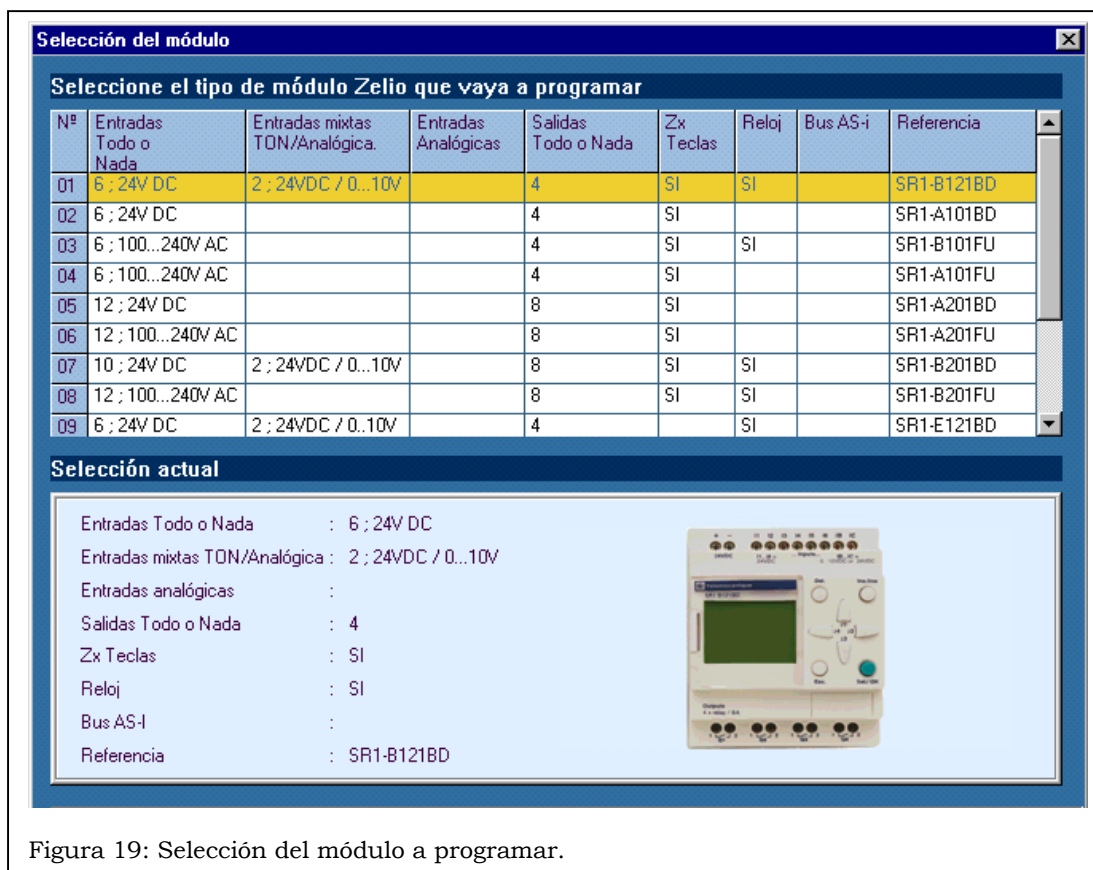 Selección del módulo
Seleccione el tipo de módulo Zelio que vaya a programar
Nº Entradas Todo o Nada Entradas mixtas TON/Analógica. Entradas Analógicas Salidas Todo o Nada Zx Teclas Reloj Bus AS-i Referencia
01 6 ; 24V DC 2 ; 24VDC / 0...10V 4 SI SI SR1-B121BD
02 6 ; 24V DC 4 SI SR1-A101BD
03 6 ; 100...240V AC 4 SI SI SR1-B101FU
04 6 ; 100...240V AC 4 SI SR1-A101FU
05 12 ; 24V DC 8 SI SR1-A201BD
06 12 ; 100...240V AC 8 SI SR1-A201FU
07 10 ; 24V DC 2 ; 24VDC / 0...10V 8 SI SI SR1-B201BD
08 12 ; 100...240V AC 8 SI SI SR1-B201FU
09 6 ; 24V DC 2 ; 24VDC / 0..10V 4 SI SR1-E121BD
Selección actual
Entradas Todo o Nada : 6 ; 24V DC
Entradas mixtas TON/Analógica : 2 ; 24VDC / 0...10V
Entradas analógicas :
Salidas Todo o Nada : 4
Zx Teclas : SI
Reloj : SI
Bus AS-I :
Referencia : SR1-B121BD
Figura 19: Selección del módulo a programar.